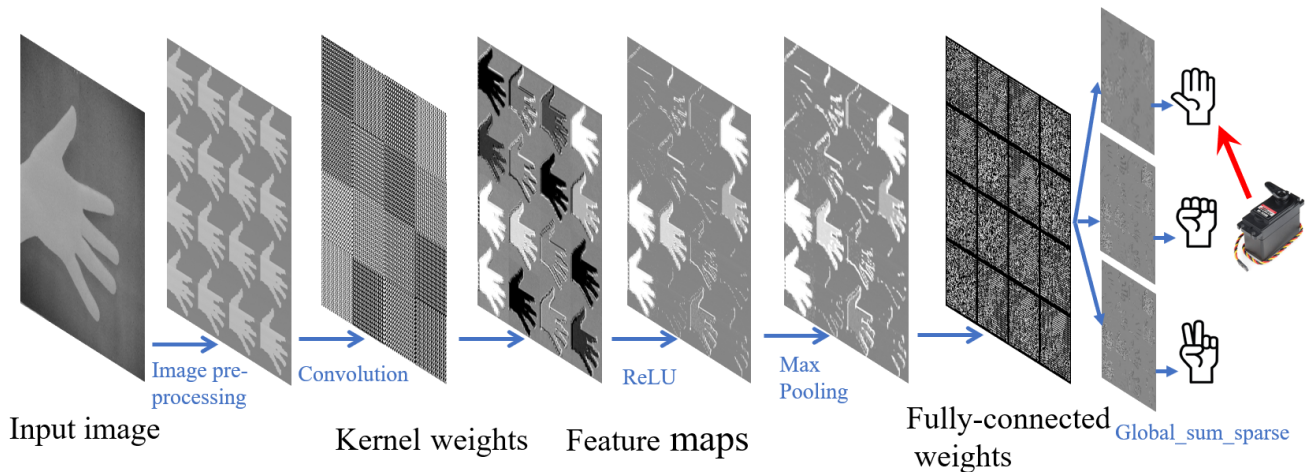 Image pre-
processing
Convolution
ReLU
Max
Pooling
Input image
Kernel weights
Feature maps
Fully-connected
weights
Global_sum_sparse